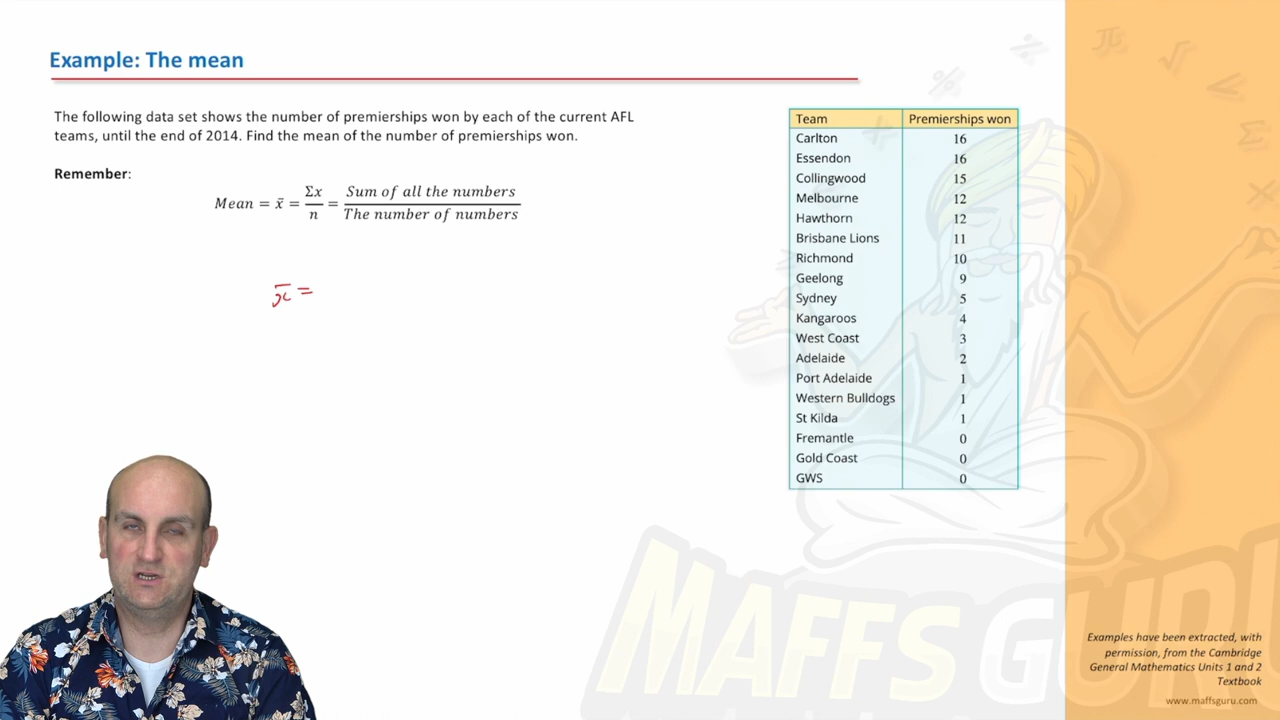 Example: The mean
The following data set shows the number of premierships won by each of the current AFL
teams, until the end of 2014. Find the mean of the number of premierships won.
Remember:
Mean = x̄ = Σx/n = Sum of all the numbers/The number of numbers
x̄ =
Team Premierships won
Carlton 16
Essendon 16
Collingwood 15
Melbourne 12
Hawthorn 12
Brisbane Lions 11
Richmond 10
Geelong 9
Sydney 5
Kangaroos 4
West Coast 3
Adelaide 2
Port Adelaide 1
Western Bulldogs 1
St Kilda 1
Fremantle 0
Gold Coast 0
GWS 0
MAFFS GURU
Examples have been extracted, with
permission, from the Cambridge
General Mathematics Units 1 and 2
Textbook
www.maffsguru.com